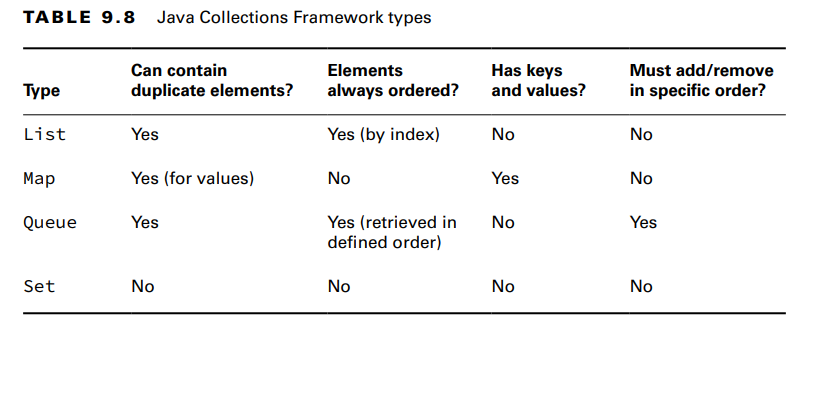 TABLE 9.8 Java Collections Framework types
Type Can contain duplicate elements? Elements always ordered? Has keys and values? Must add/remove in specific order?
List Yes Yes (by index) No No
Map Yes (for values) No Yes No
Queue Yes Yes (retrieved in defined order) No Yes
Set No No No No